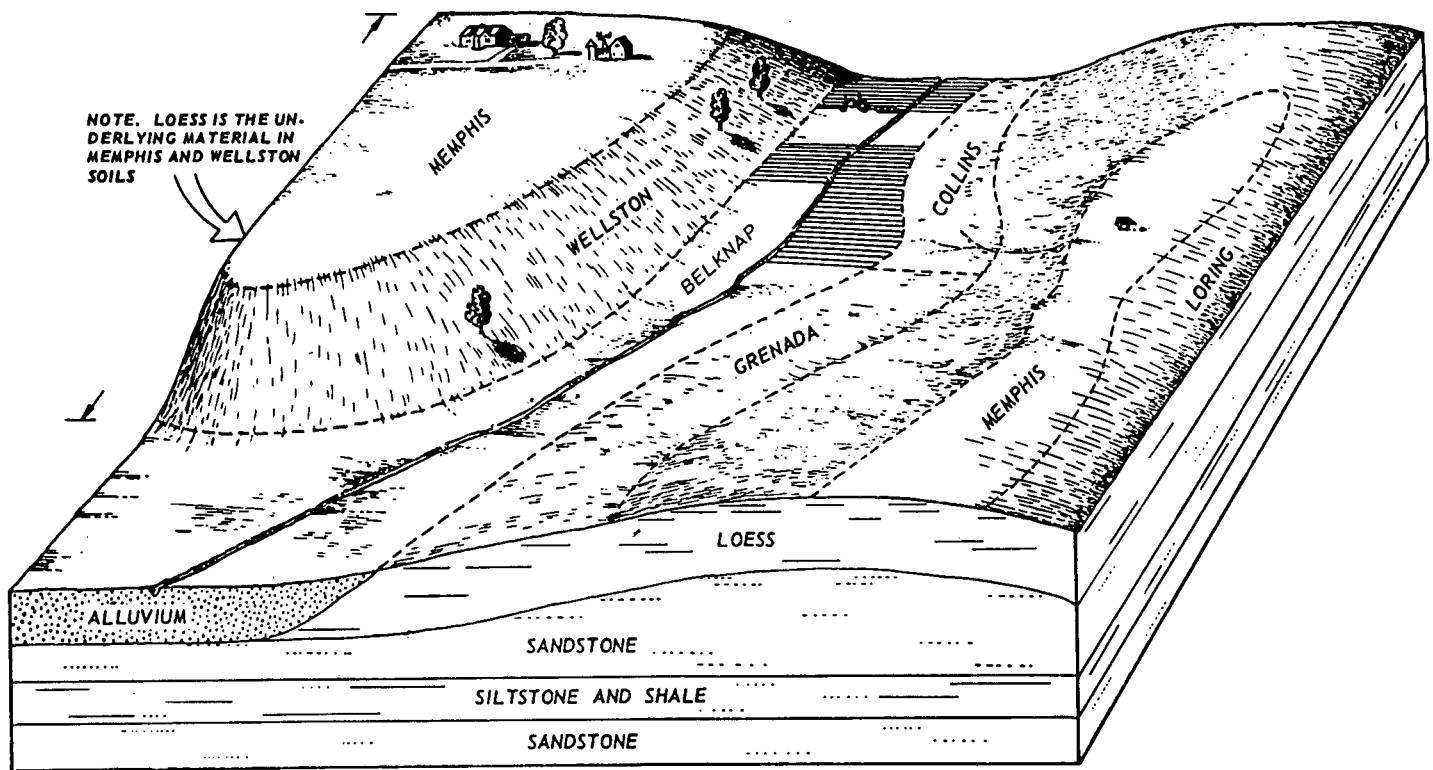 NOTE. LOESS IS THE UN-
DERLYING MATERIAL IN
MEMPHIS AND WELLSTON
SOILS
MEMPHIS
WELLSTON
BELKNAP
COLLINS
GRENADA
LORING
MEMPHIS
LOESS
ALLUVIUM
SANDSTONE
SILTSTONE AND SHALE
SANDSTONE